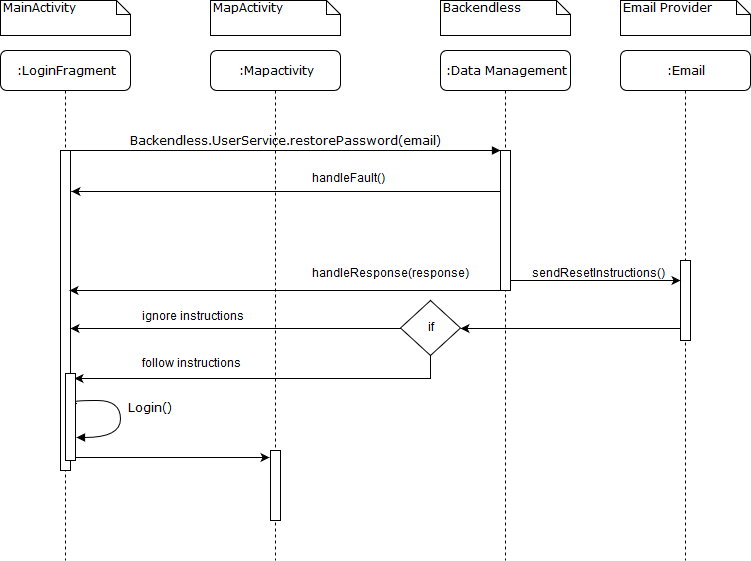 MainActivity
MapActivity
Backendless
Email Provider
:LoginFragment
:Mapactivity
:Data Management
:Email
Backendless.UserService.restorePassword(email)
handleFault()
handleResponse(response)
sendResetInstructions()
ignore instructions
if
follow instructions
Login()